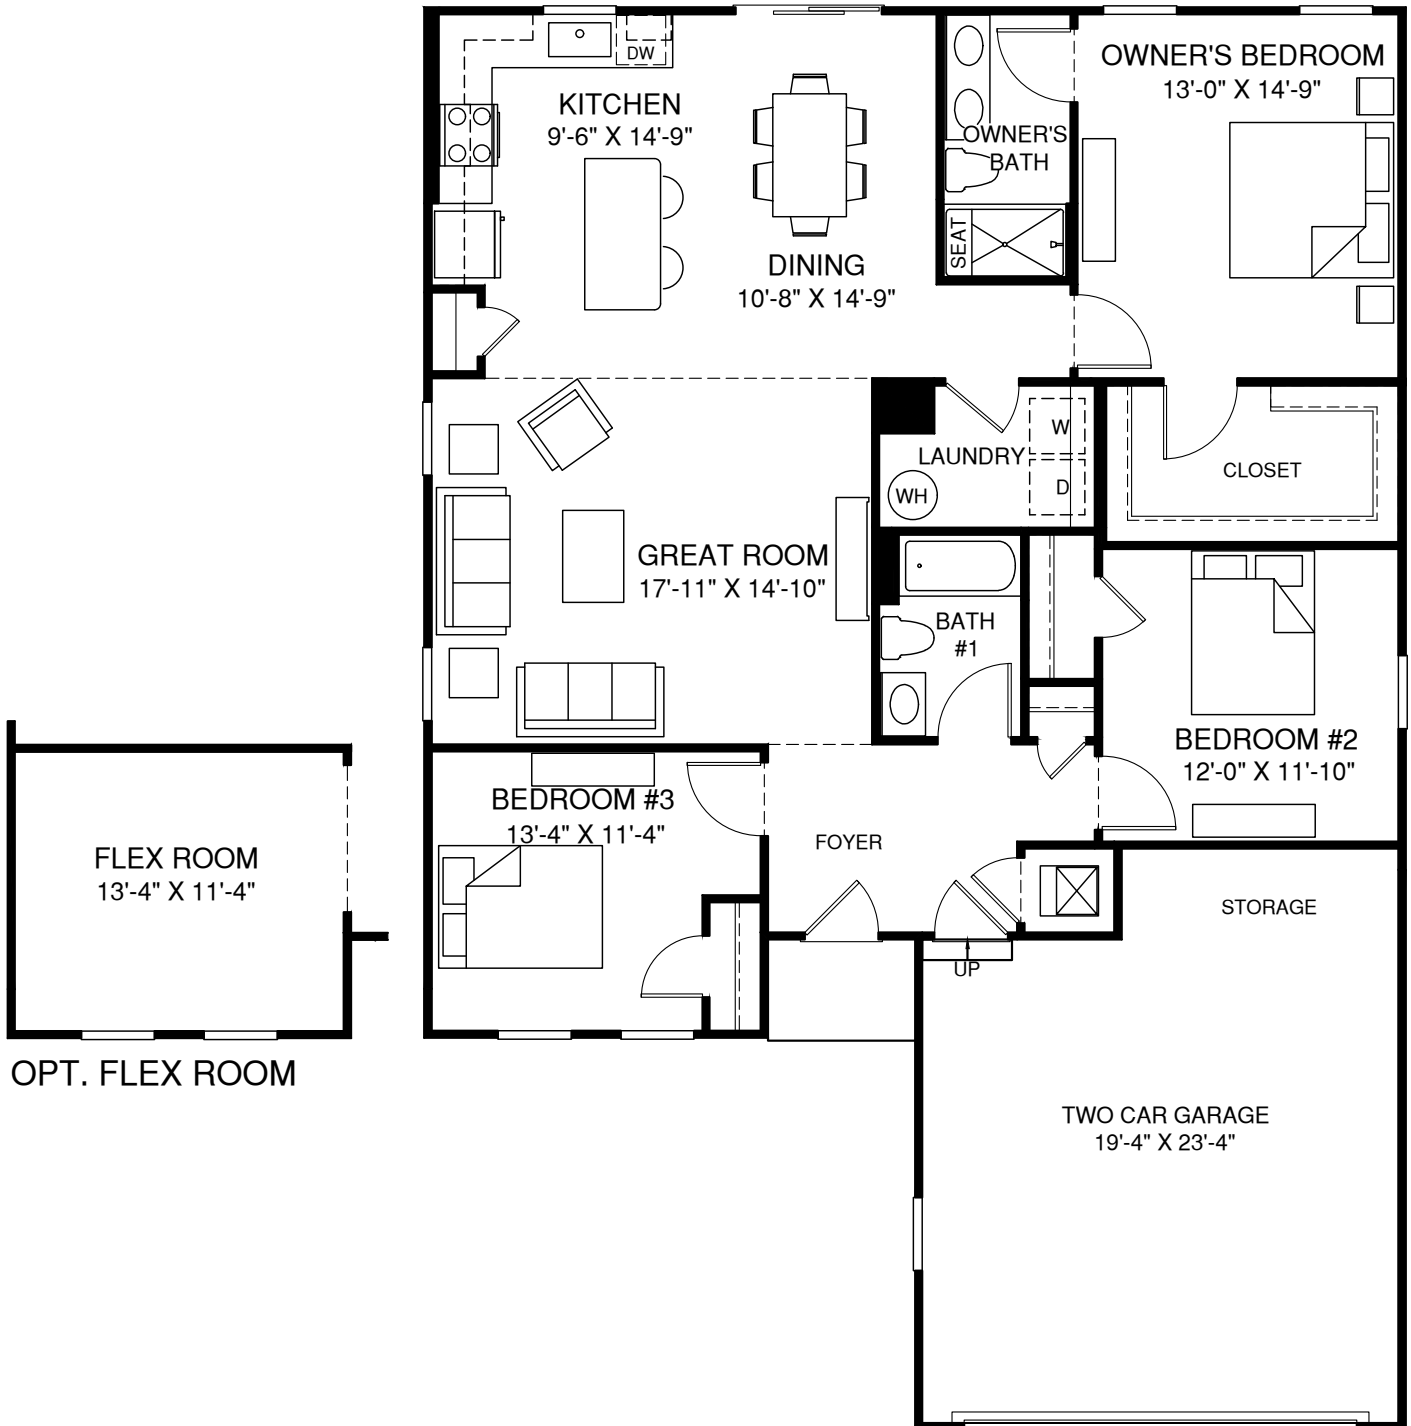 OWNER'S BEDROOM
13'-0" X 14'-9"
DW
KITCHEN
9'-6" X 14'-9"
OWNER'S
BATH
SEAT
DINING
10'-8" X 14'-9"
W
LAUNDRY
D
WH
CLOSET
GREAT ROOM
17'-11" X 14'-10"
BATH
#1
BEDROOM #2
12'-0" X 11'-10"
BEDROOM #3
13'-4" X 11'-4"
FOYER
FLEX ROOM
13'-4" X 11'-4"
STORAGE
UP
OPT. FLEX ROOM
TWO CAR GARAGE
19'-4" X 23'-4"